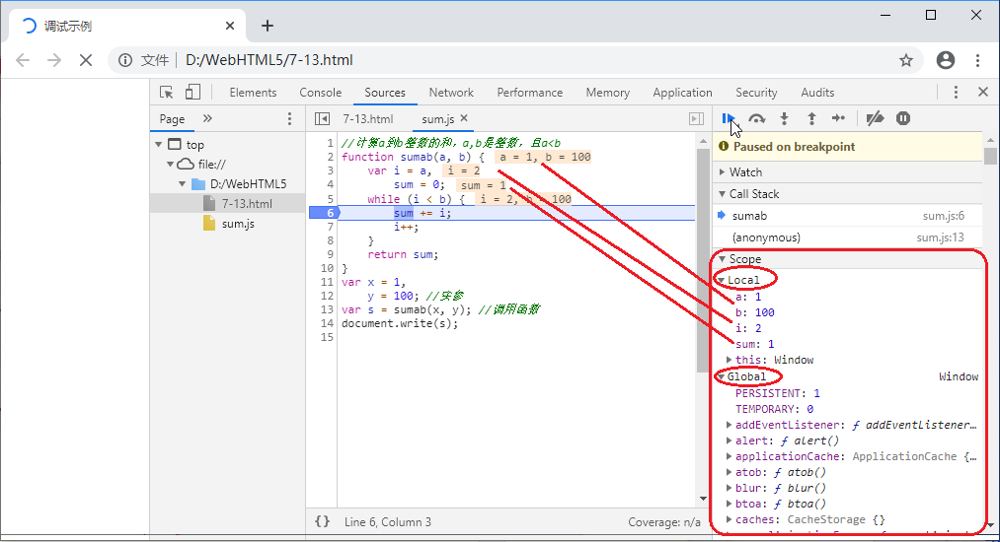 调试示例
文件 D:/WebHTML5/7-13.html
Elements Console Sources Network Performance Memory Application Security Audits
Page
top
file://
D:/WebHTML5
7-13.html
sum.js
7-13.html sum.js
1 //计算a到b整数的和，a,b是整数，且a<b
2 function sumab(a, b) { a = 1, b = 100
3 var i = a, i = 2
4 sum = 0; sum = 1
5 while (i < b) { i = 2, b = 100
6 sum += i;
7 i++;
8 }
9 return sum;
10 }
11 var x = 1,
12 y = 100; //实参
13 var s = sumab(x, y); //调用函数
14 document.write(s);
15
{} Line 6, Column 3 Coverage: n/a
Paused on breakpoint
Watch
Call Stack
sumab sum.js:6
(anonymous) sum.js:13
Scope
Local
a: 1
b: 100
i: 2
sum: 1
this: Window
Global Window
PERSISTENT: 1
TEMPORARY: 0
addEventListener: ƒ addEventListener…
alert: ƒ alert()
applicationCache: ApplicationCache {…
atob: ƒ atob()
blur: ƒ blur()
btoa: ƒ btoa()
caches: CacheStorage {}